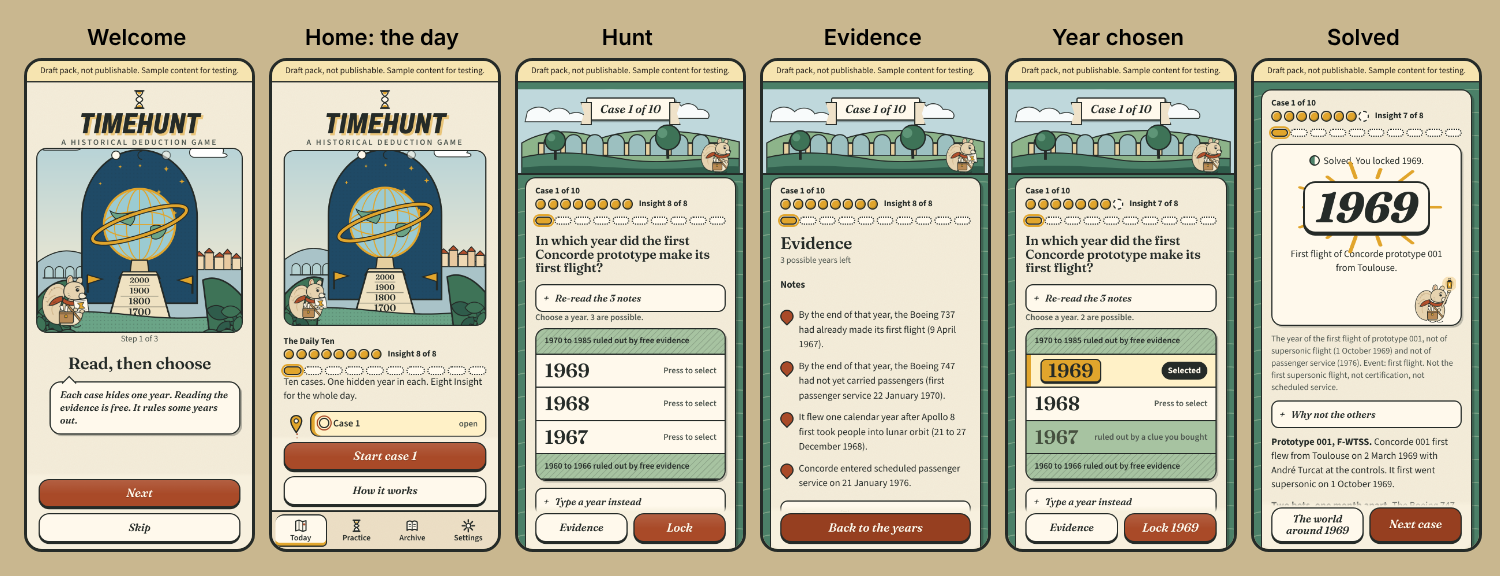 Welcome
Draft pack, not publishable. Sample content for testing.
TIMEHUNT
A HISTORICAL DEDUCTION GAME
2000
1900
1800
1700
Step 1 of 3
Read, then choose
Each case hides one year. Reading the
evidence is free. It rules some years
out.
Next
Skip
Home: the day
Draft pack, not publishable. Sample content for testing.
TIMEHUNT
A HISTORICAL DEDUCTION GAME
2000
1900
1800
1700
The Daily Ten
Insight 8 of 8
Ten cases. One hidden year in each. Eight Insight
for the whole day.
Case 1 open
Start case 1
How it works
Today Practice Archive Settings
Hunt
Draft pack, not publishable. Sample content for testing.
Case 1 of 10
Case 1 of 10
Insight 8 of 8
In which year did the first
Concorde prototype make its
first flight?
+ Re-read the 3 notes
Choose a year. 3 are possible.
1970 to 1985 ruled out by free evidence
1969 Press to select
1968 Press to select
1967 Press to select
1960 to 1966 ruled out by free evidence
+ Type a year instead
Evidence Lock
Evidence
Draft pack, not publishable. Sample content for testing.
Case 1 of 10
Case 1 of 10
Insight 8 of 8
Evidence
3 possible years left
Notes
By the end of that year, the Boeing 737
had already made its first flight (9 April
1967).
By the end of that year, the Boeing 747
had not yet carried passengers (first
passenger service 22 January 1970).
It flew one calendar year after Apollo 8
first took people into lunar orbit (21 to 27
December 1968).
Concorde entered scheduled passenger
service on 21 January 1976.
Back to the years
Year chosen
Draft pack, not publishable. Sample content for testing.
Case 1 of 10
Case 1 of 10
Insight 7 of 8
In which year did the first
Concorde prototype make its
first flight?
+ Re-read the 3 notes
Choose a year. 2 are possible.
1970 to 1985 ruled out by free evidence
1969 Selected
1968 Press to select
1967 ruled out by a clue you bought
1960 to 1966 ruled out by free evidence
+ Type a year instead
Evidence Lock 1969
Solved
Draft pack, not publishable. Sample content for testing.
Case 1 of 10
Insight 7 of 8
Solved. You locked 1969.
1969
First flight of Concorde prototype 001
from Toulouse.
The year of the first flight of prototype 001, not of
supersonic flight (1 October 1969) and not of
passenger service (1976). Event: first flight. Not the
first supersonic flight, not certification, not
scheduled service.
+ Why not the others
Prototype 001, F-WTSS. Concorde 001 first
flew from Toulouse on 2 March 1969 with
André Turcat at the controls. It first went
supersonic on 1 October 1969.
The world
around 1969
Next case